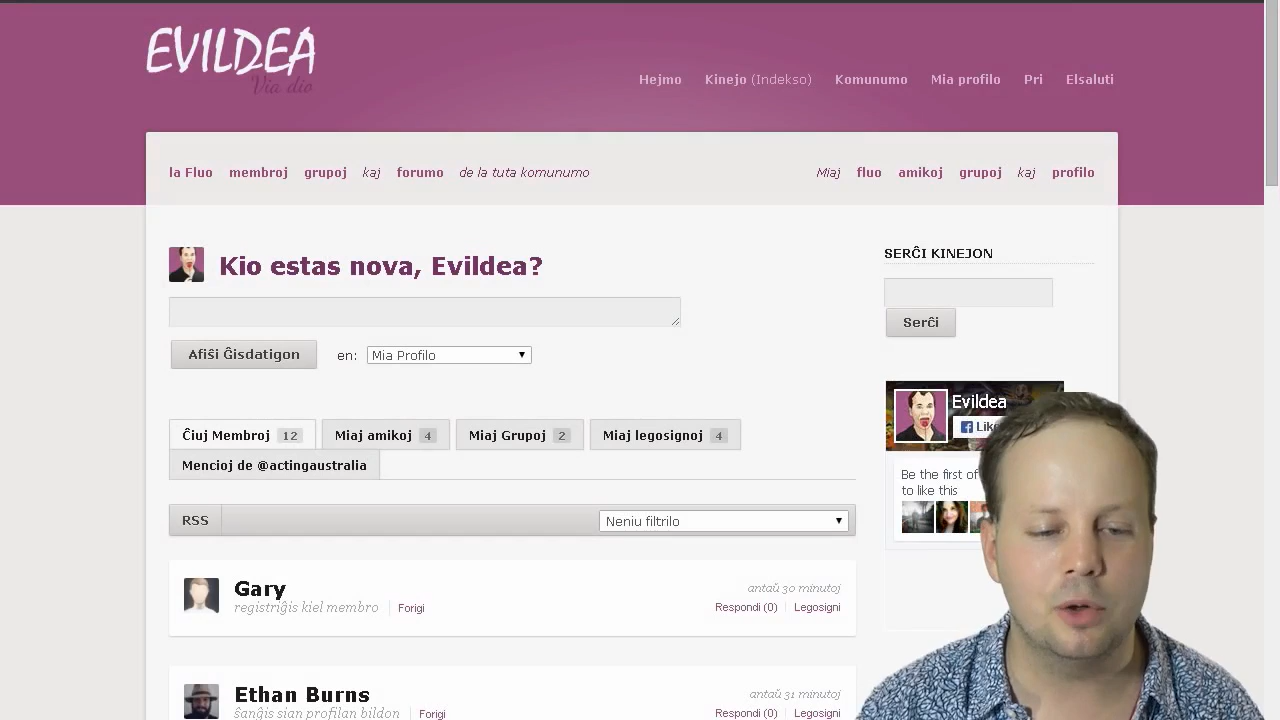 EVILDEA
Via dio
Hejmo Kinejo (Indekso) Komunumo Mia profilo Pri Elsaluti
la Fluo membroj grupoj kaj forumo de la tuta komunumo
Miaj fluo amikoj grupoj kaj profilo
Kio estas nova, Evildea?
Afiŝi Ĝisdatigon en: Mia Profilo
Ĉiuj Membroj 12 Miaj amikoj 4 Miaj Grupoj 2 Miaj legosignoj 4
Mencioj de @actingaustralia
RSS Neniu filtrilo
Gary antaŭ 30 minutoj
registriĝis kiel membro Forigi Respondi (0) Legosigni
Ethan Burns antaŭ 31 minutoj
ŝanĝis sian profilan bildon Forigi Respondi (0) Legosigni
SERĈI KINEJON
Serĉi
Evildea
Be the first of
to like this